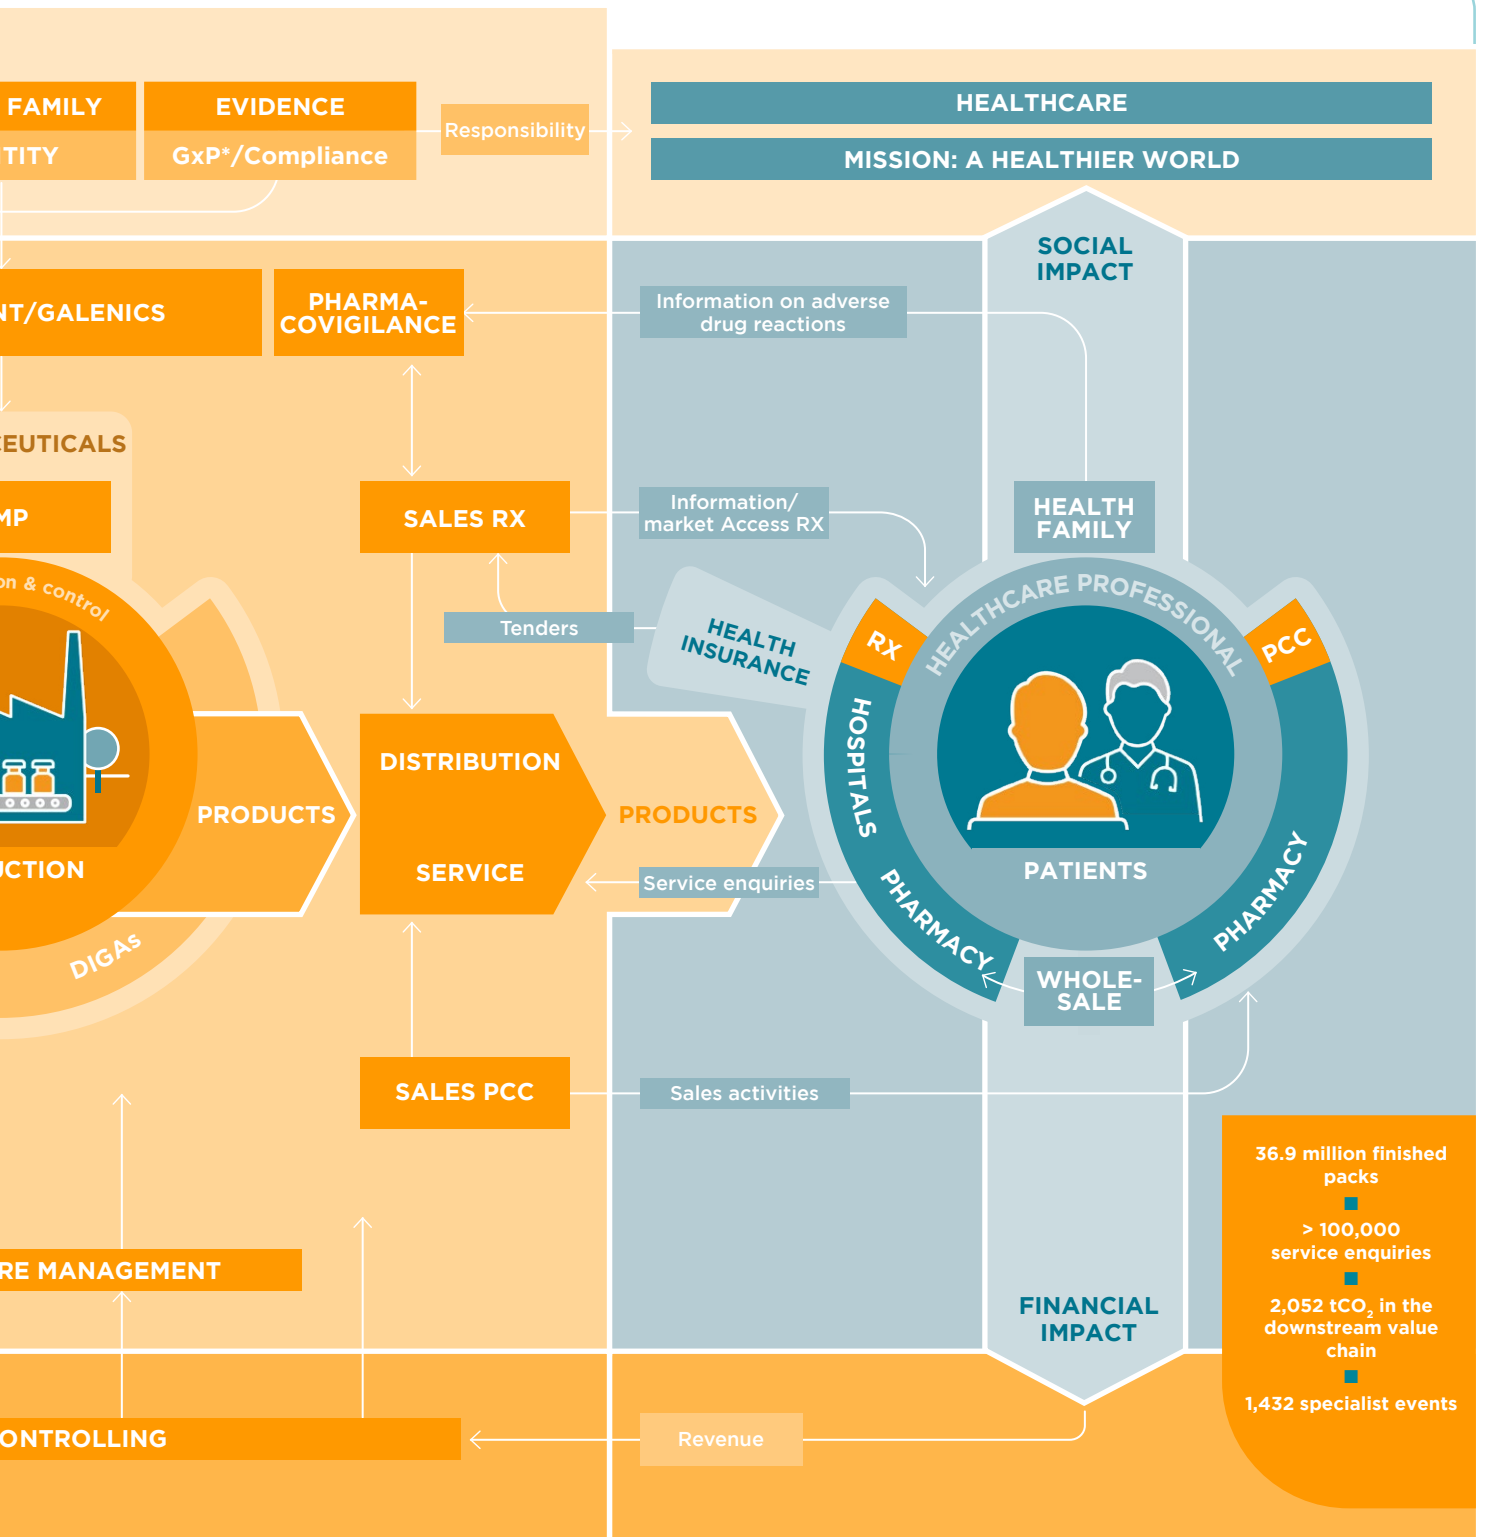 FAMILY
TITY
EVIDENCE
GxP*/Compliance
Responsibility
HEALTHCARE
MISSION: A HEALTHIER WORLD
SOCIAL
IMPACT
NT/GALENICS
PHARMA-
COVIGILANCE
Information on adverse
drug reactions
CEUTICALS
MP
SALES RX
Information/
market Access RX
HEALTH
FAMILY
on & control
Tenders
HEALTH
INSURANCE
RX
HEALTHCARE PROFESSIONAL
PCC
HOSPITALS
PHARMACY
PATIENTS
PHARMACY
WHOLE-
SALE
PRODUCTS
DISTRIBUTION
SERVICE
PRODUCTS
Service enquiries
UCTION
DIGAs
SALES PCC
Sales activities
RE MANAGEMENT
FINANCIAL
IMPACT
ONTROLLING
Revenue
36.9 million finished
packs
> 100,000
service enquiries
2,052 tCO₂ in the
downstream value
chain
1,432 specialist events